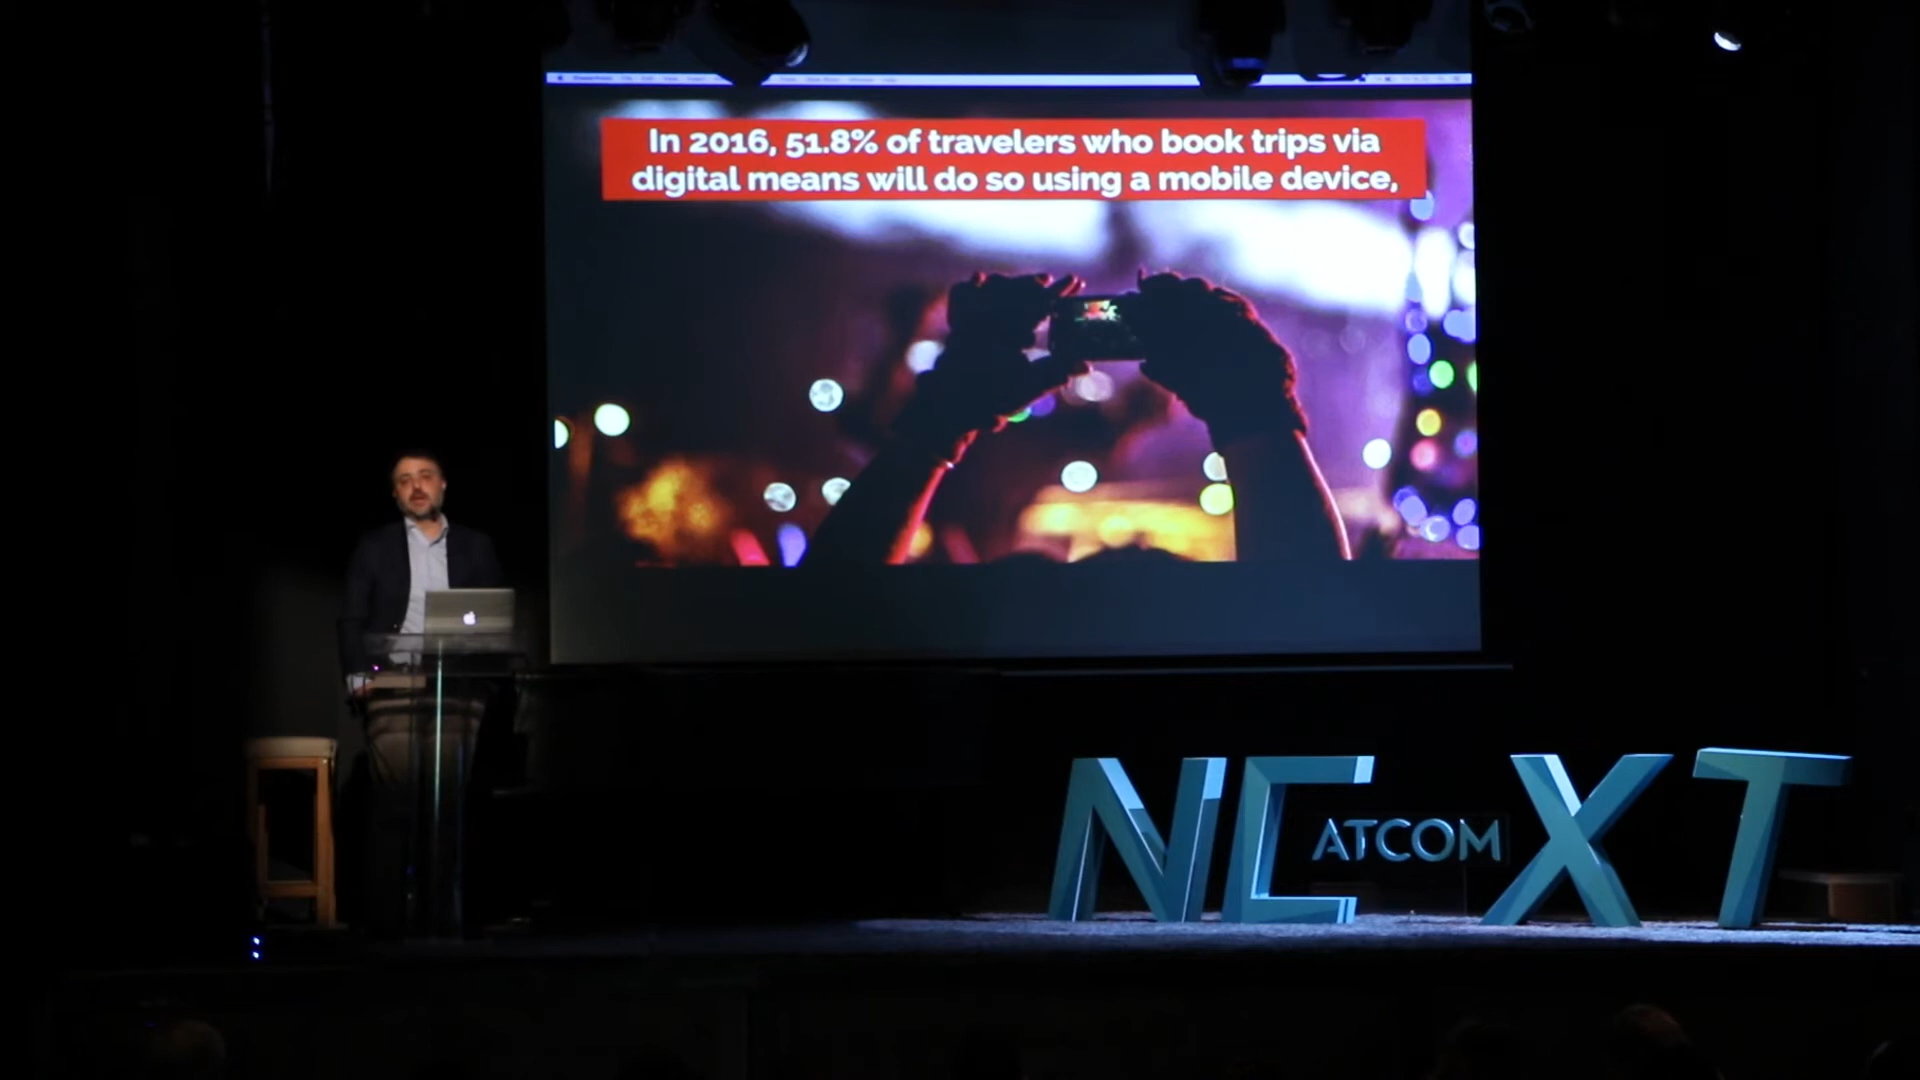 In 2016, 51.8% of travelers who book trips via
digital means will do so using a mobile device,
NEXT
ATCOM